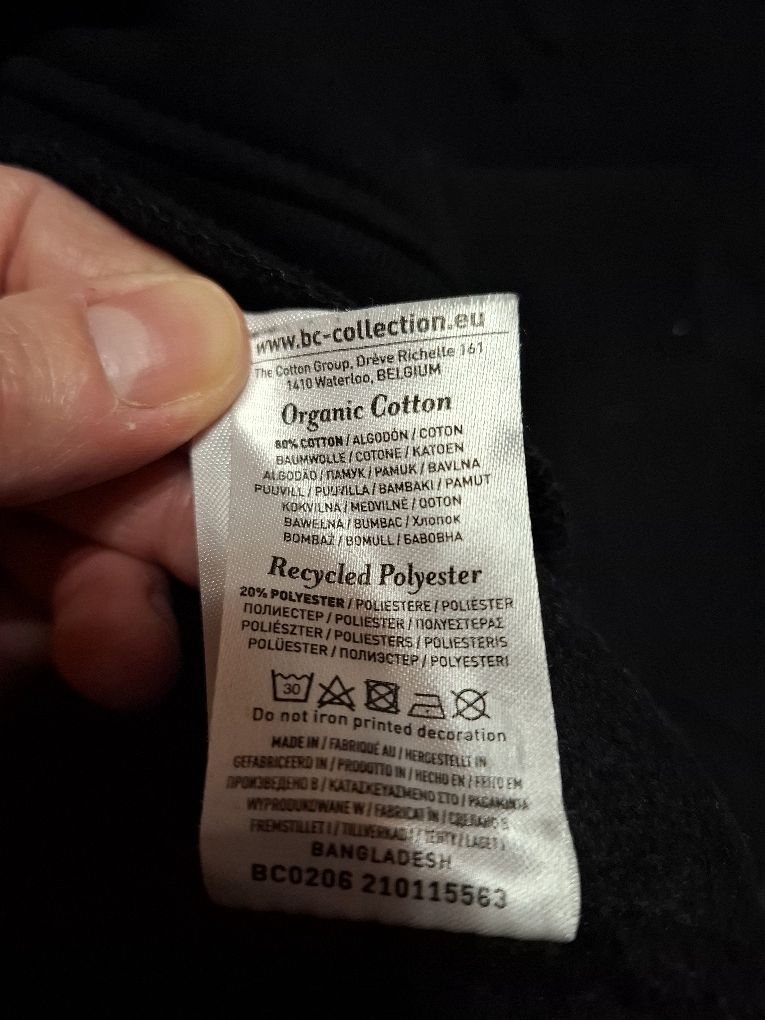 www.bc-collection.eu
The Cotton Group, Drève Richelle 161
1410 Waterloo, BELGIUM
Organic Cotton
80% COTTON / ALGODÓN / COTON
BAUMWOLLE / COTONE / KATOEN
ALGODÃO / ПАМУК / PAMUK / BAVLNA
PUUVILL / PUUVILLA / BAMBAKI / PAMUT
KOKVILNA / MEDVILNĖ / OOTON
BAWEŁNA / BUMBAC / Хлопок
BOMBAŽ / BOMULL / БАВОВНА
Recycled Polyester
20% POLYESTER / POLIESTERE / POLIÉSTER
ПОЛИЕСТЕР / POLIESTER / ΠΟΛΥΕΣΤΕΡΑΣ
POLIÉSZTER / POLIESTERS / POLIESTERIS
POLÜESTER / ПОЛИЭСТЕР / POLYESTERI
30
Do not iron printed decoration
MADE IN / FABRIQUÉ AU / HERGESTELLT IN
GEFABRICEERD IN / PRODOTTO IN / HECHO EN / FEITO EM
ПРОИЗВЕДЕНО В / ΚΑΤΑΣΚΕΥΑΣΜΕΝΟ ΣΤΟ /
WYPRODUKOWANE W / FABRICAT ÎN / СДЕЛАНО В
FREMSTILLET I /
BANGLADESH
BC0206 210115563